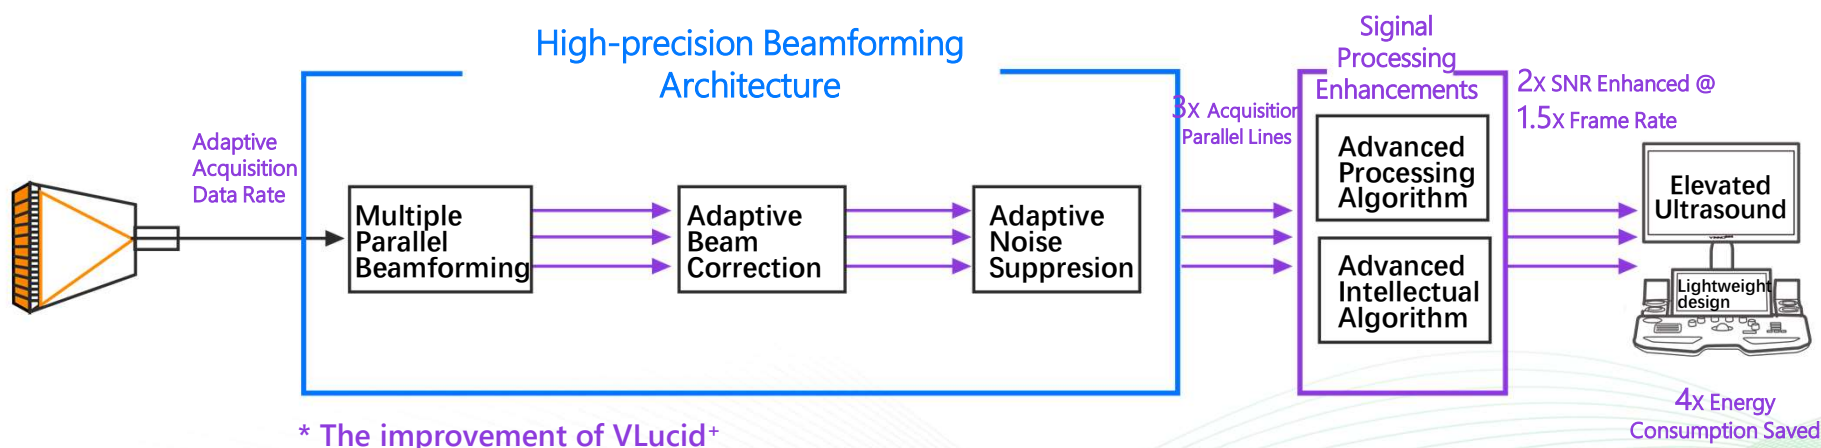 High-precision Beamforming
Architecture
Siginal
Processing
Enhancements
2x SNR Enhanced @
1.5x Frame Rate
3x Acquisition
Parallel Lines
Adaptive
Acquisition
Data Rate
Multiple
Parallel
Beamforming
Adaptive
Beam
Correction
Adaptive
Noise
Suppresion
Advanced
Processing
Algorithm
Advanced
Intellectual
Algorithm
Elevated
Ultrasound
Lightweight
design
4x Energy
Consumption Saved
* The improvement of VLucid⁺